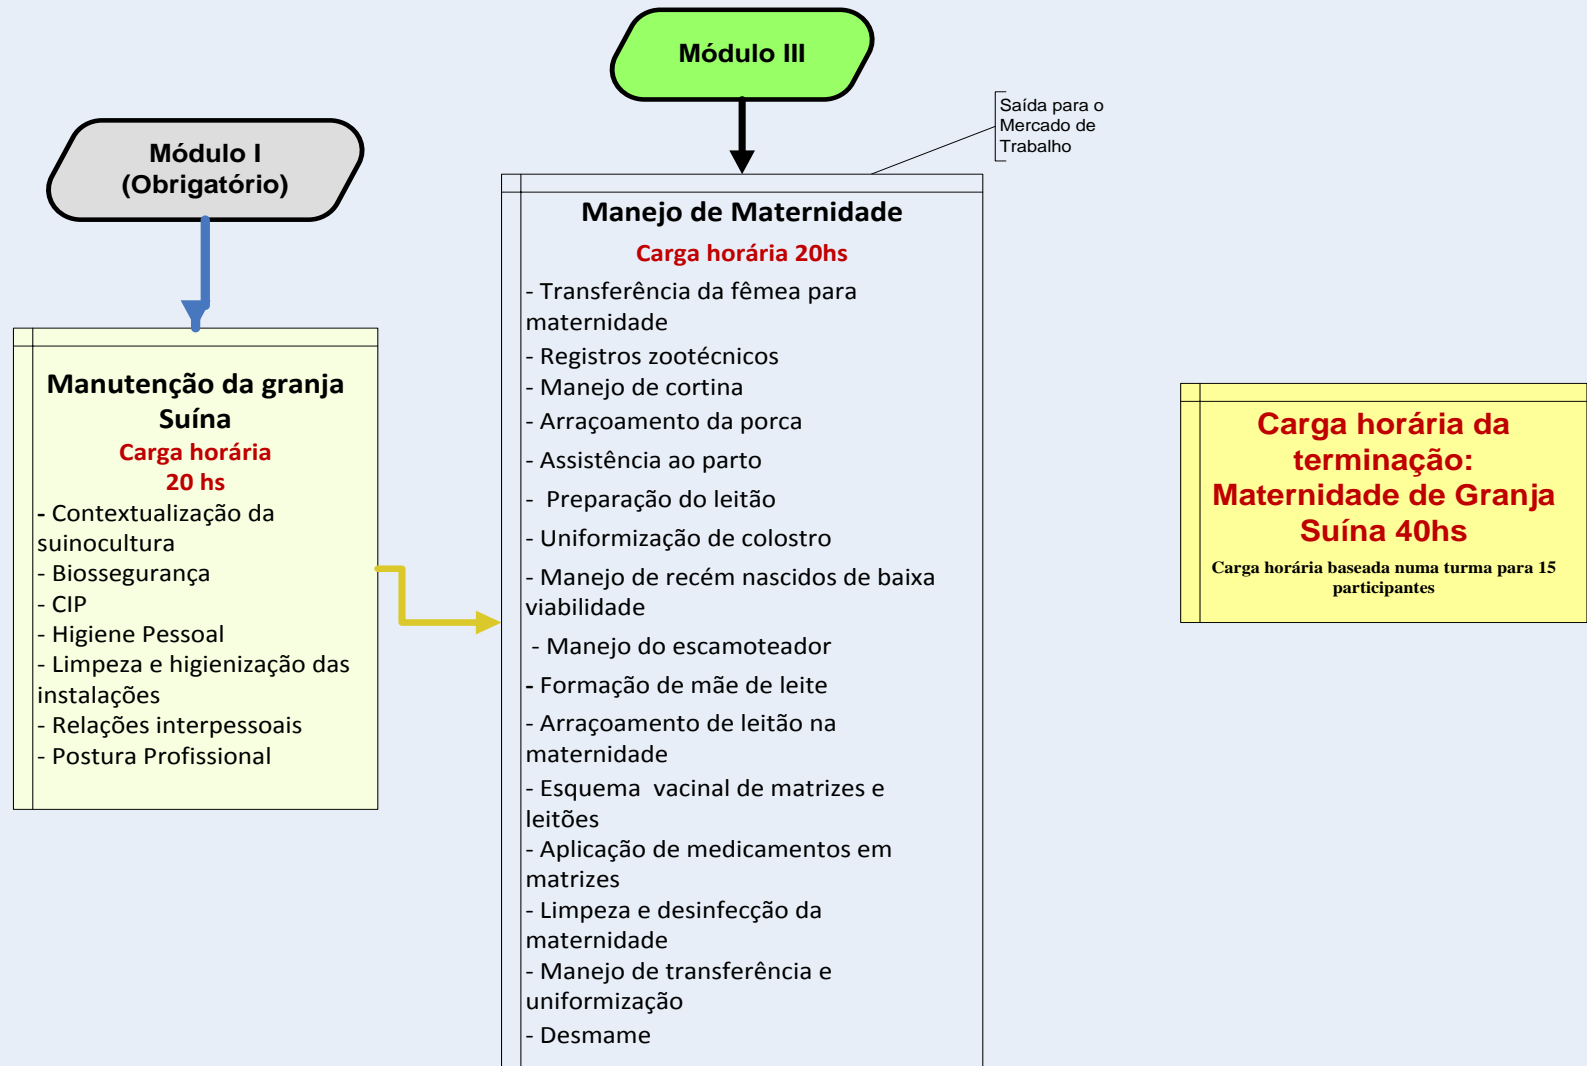 Módulo I
(Obrigatório)
Manutenção da granja
Suína
Carga horária
20 hs
- Contextualização da
suinocultura
- Biossegurança
- CIP
- Higiene Pessoal
- Limpeza e higienização das
instalações
- Relações interpessoais
- Postura Profissional
Módulo III
Saída para o
Mercado de
Trabalho
Manejo de Maternidade
Carga horária 20hs
- Transferência da fêmea para
maternidade
- Registros zootécnicos
- Manejo de cortina
- Arraçoamento da porca
- Assistência ao parto
- Preparação do leitão
- Uniformização de colostro
- Manejo de recém nascidos de baixa
viabilidade
- Manejo do escamoteador
- Formação de mãe de leite
- Arraçoamento de leitão na
maternidade
- Esquema vacinal de matrizes e
leitões
- Aplicação de medicamentos em
matrizes
- Limpeza e desinfecção da
maternidade
- Manejo de transferência e
uniformização
- Desmame
Carga horária da
terminação:
Maternidade de Granja
Suína 40hs
Carga horária baseada numa turma para 15
participantes